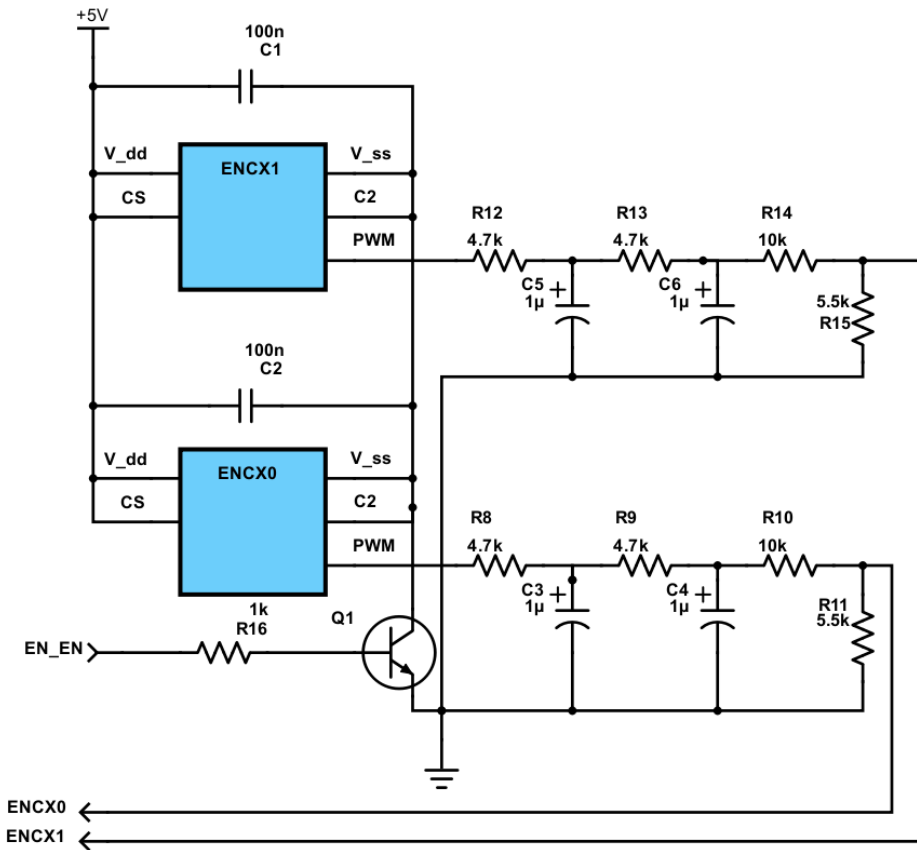 +5V
100n
C1
V_dd
ENCX1
V_ss
CS
C2
PWM
R12
4.7k
R13
4.7k
R14
10k
C5
+
1µ
C6
+
1µ
5.5k
R15
100n
C2
V_dd
ENCX0
V_ss
CS
C2
PWM
R8
4.7k
R9
4.7k
R10
10k
C3
+
1µ
C4
+
1µ
R11
5.5k
1k
R16
Q1
EN_EN
ENCX0
ENCX1